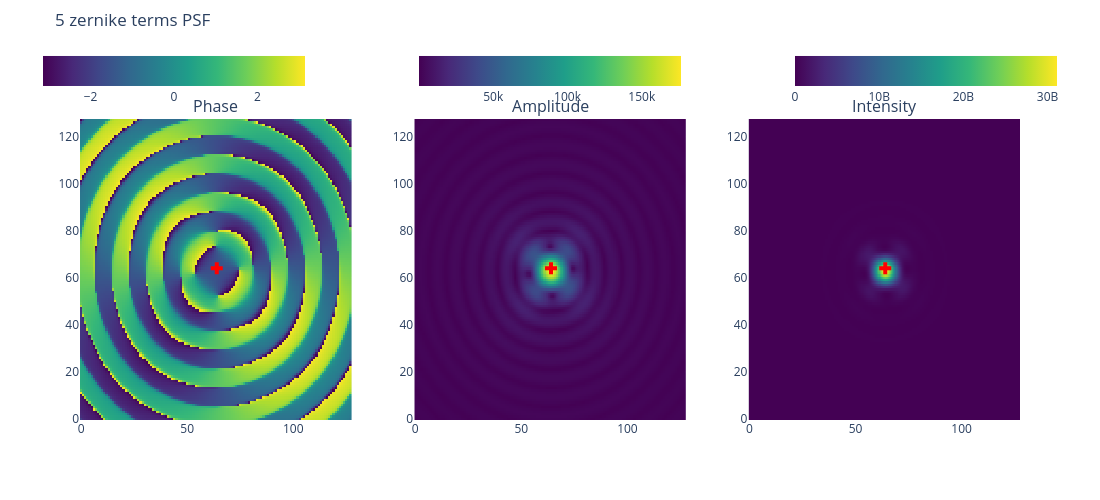 5 zernike terms PSF
−2 0 2
50k 100k 150k
0 10B 20B 30B
Phase Amplitude Intensity
120 120 120
100 100 100
80 80 80
60 60 60
40 40 40
20 20 20
0 0 0
0 50 100 0 50 100 0 50 100